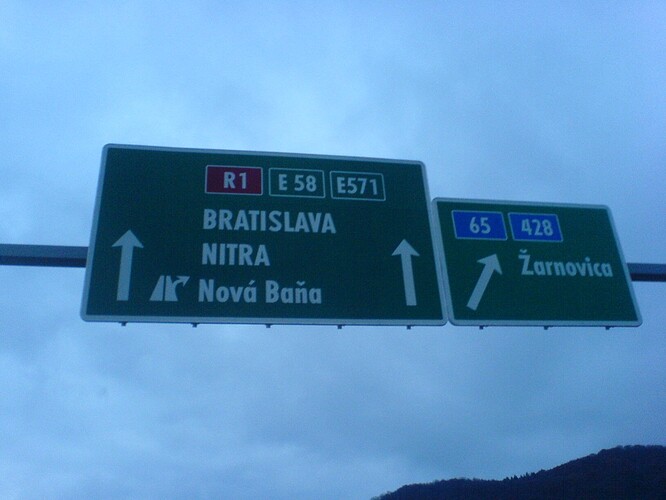 R1 E 58 E571
BRATISLAVA
NITRA
Nová Baňa
65 428
Žarnovica